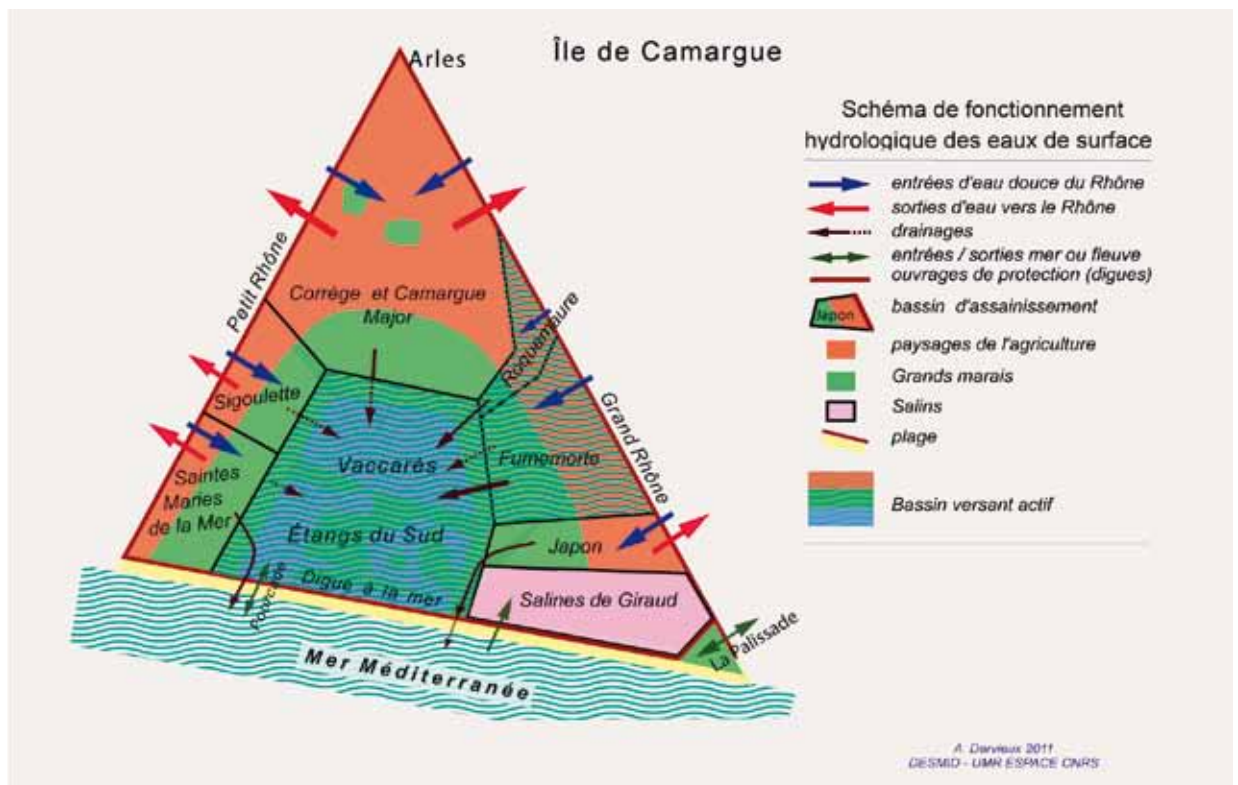 Île de Camargue
Arles
Schéma de fonctionnement
hydrologique des eaux de surface
entrées d'eau douce du Rhône
sorties d'eau vers le Rhône
drainages
entrées / sorties mer ou fleuve
ouvrages de protection (digues)
Japon
bassin d'assainissement
paysages de l'agriculture
Grands marais
Salins
plage
Bassin versant actif
Petit Rhône
Corrège et Camargue
Major
Roquemaure
Grand Rhône
Sigoulette
Vaccarès
Fumemorte
Saintes
Maries
de la Mer
Étangs du Sud
Japon
Fourcade
Digue à la mer
Salines de Giraud
La Palissade
Mer Méditerranée
A. Dervieux 2011
DESMID - UMR ESPACE CNRS